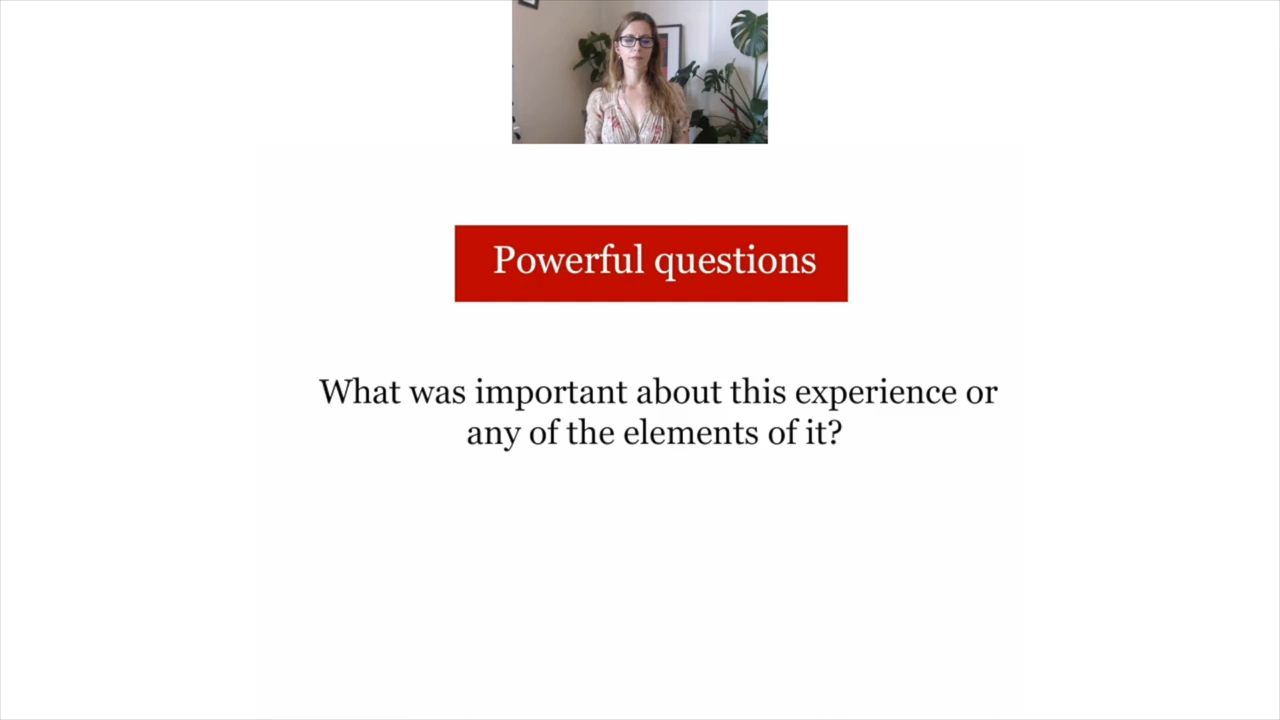 Powerful questions
What was important about this experience or
any of the elements of it?